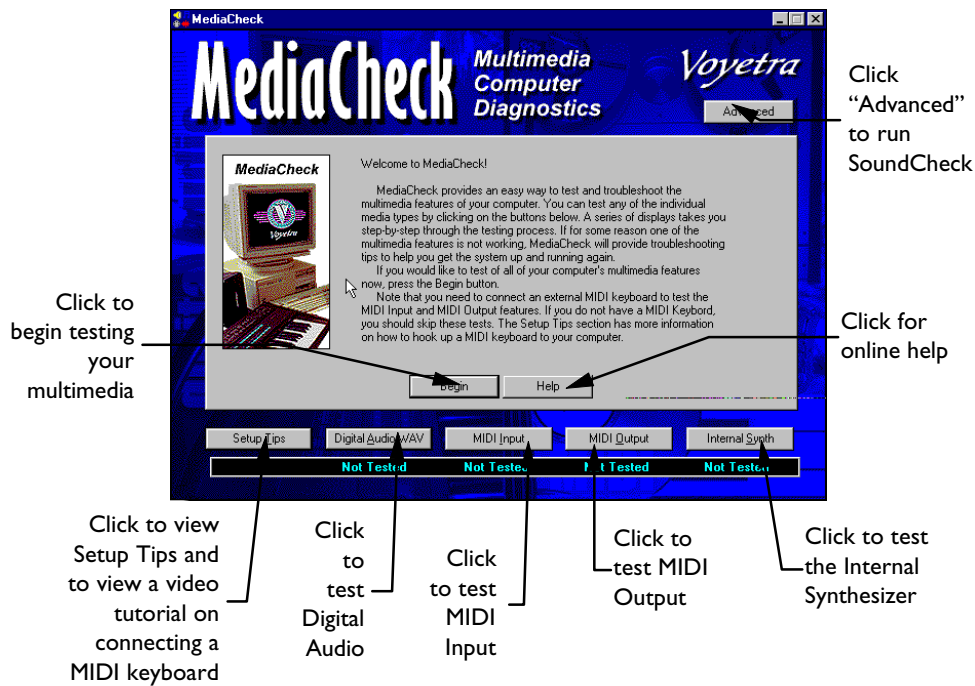 MediaCheck
MediaCheck
Multimedia
Computer
Diagnostics
Voyetra
Advanced
Click
“Advanced”
to run
SoundCheck
MediaCheck
Voyetra
Welcome to MediaCheck!
MediaCheck provides an easy way to test and troubleshoot the
multimedia features of your computer. You can test any of the individual
media types by clicking on the buttons below. A series of displays takes you
step-by-step through the testing process. If for some reason one of the
multimedia features is not working, MediaCheck will provide troubleshooting
tips to help you get the system up and running again.
If you would like to test of all of your computer's multimedia features
now, press the Begin button.
Note that you need to connect an external MIDI keyboard to test the
MIDI Input and MIDI Output features. If you do not have a MIDI Keybord,
you should skip these tests. The Setup Tips section has more information
on how to hook up a MIDI keyboard to your computer.
Click to
begin testing
your
multimedia
Click for
online help
Begin
Help
Setup Tips
Digital Audio WAV
MIDI Input
MIDI Output
Internal Synth
Not Tested
Not Tested
Not Tested
Not Tested
Click to view
Setup Tips and
to view a video
tutorial on
connecting a
MIDI keyboard
Click
to
test
Digital
Audio
Click
to test
MIDI
Input
Click to
test MIDI
Output
Click to test
the Internal
Synthesizer